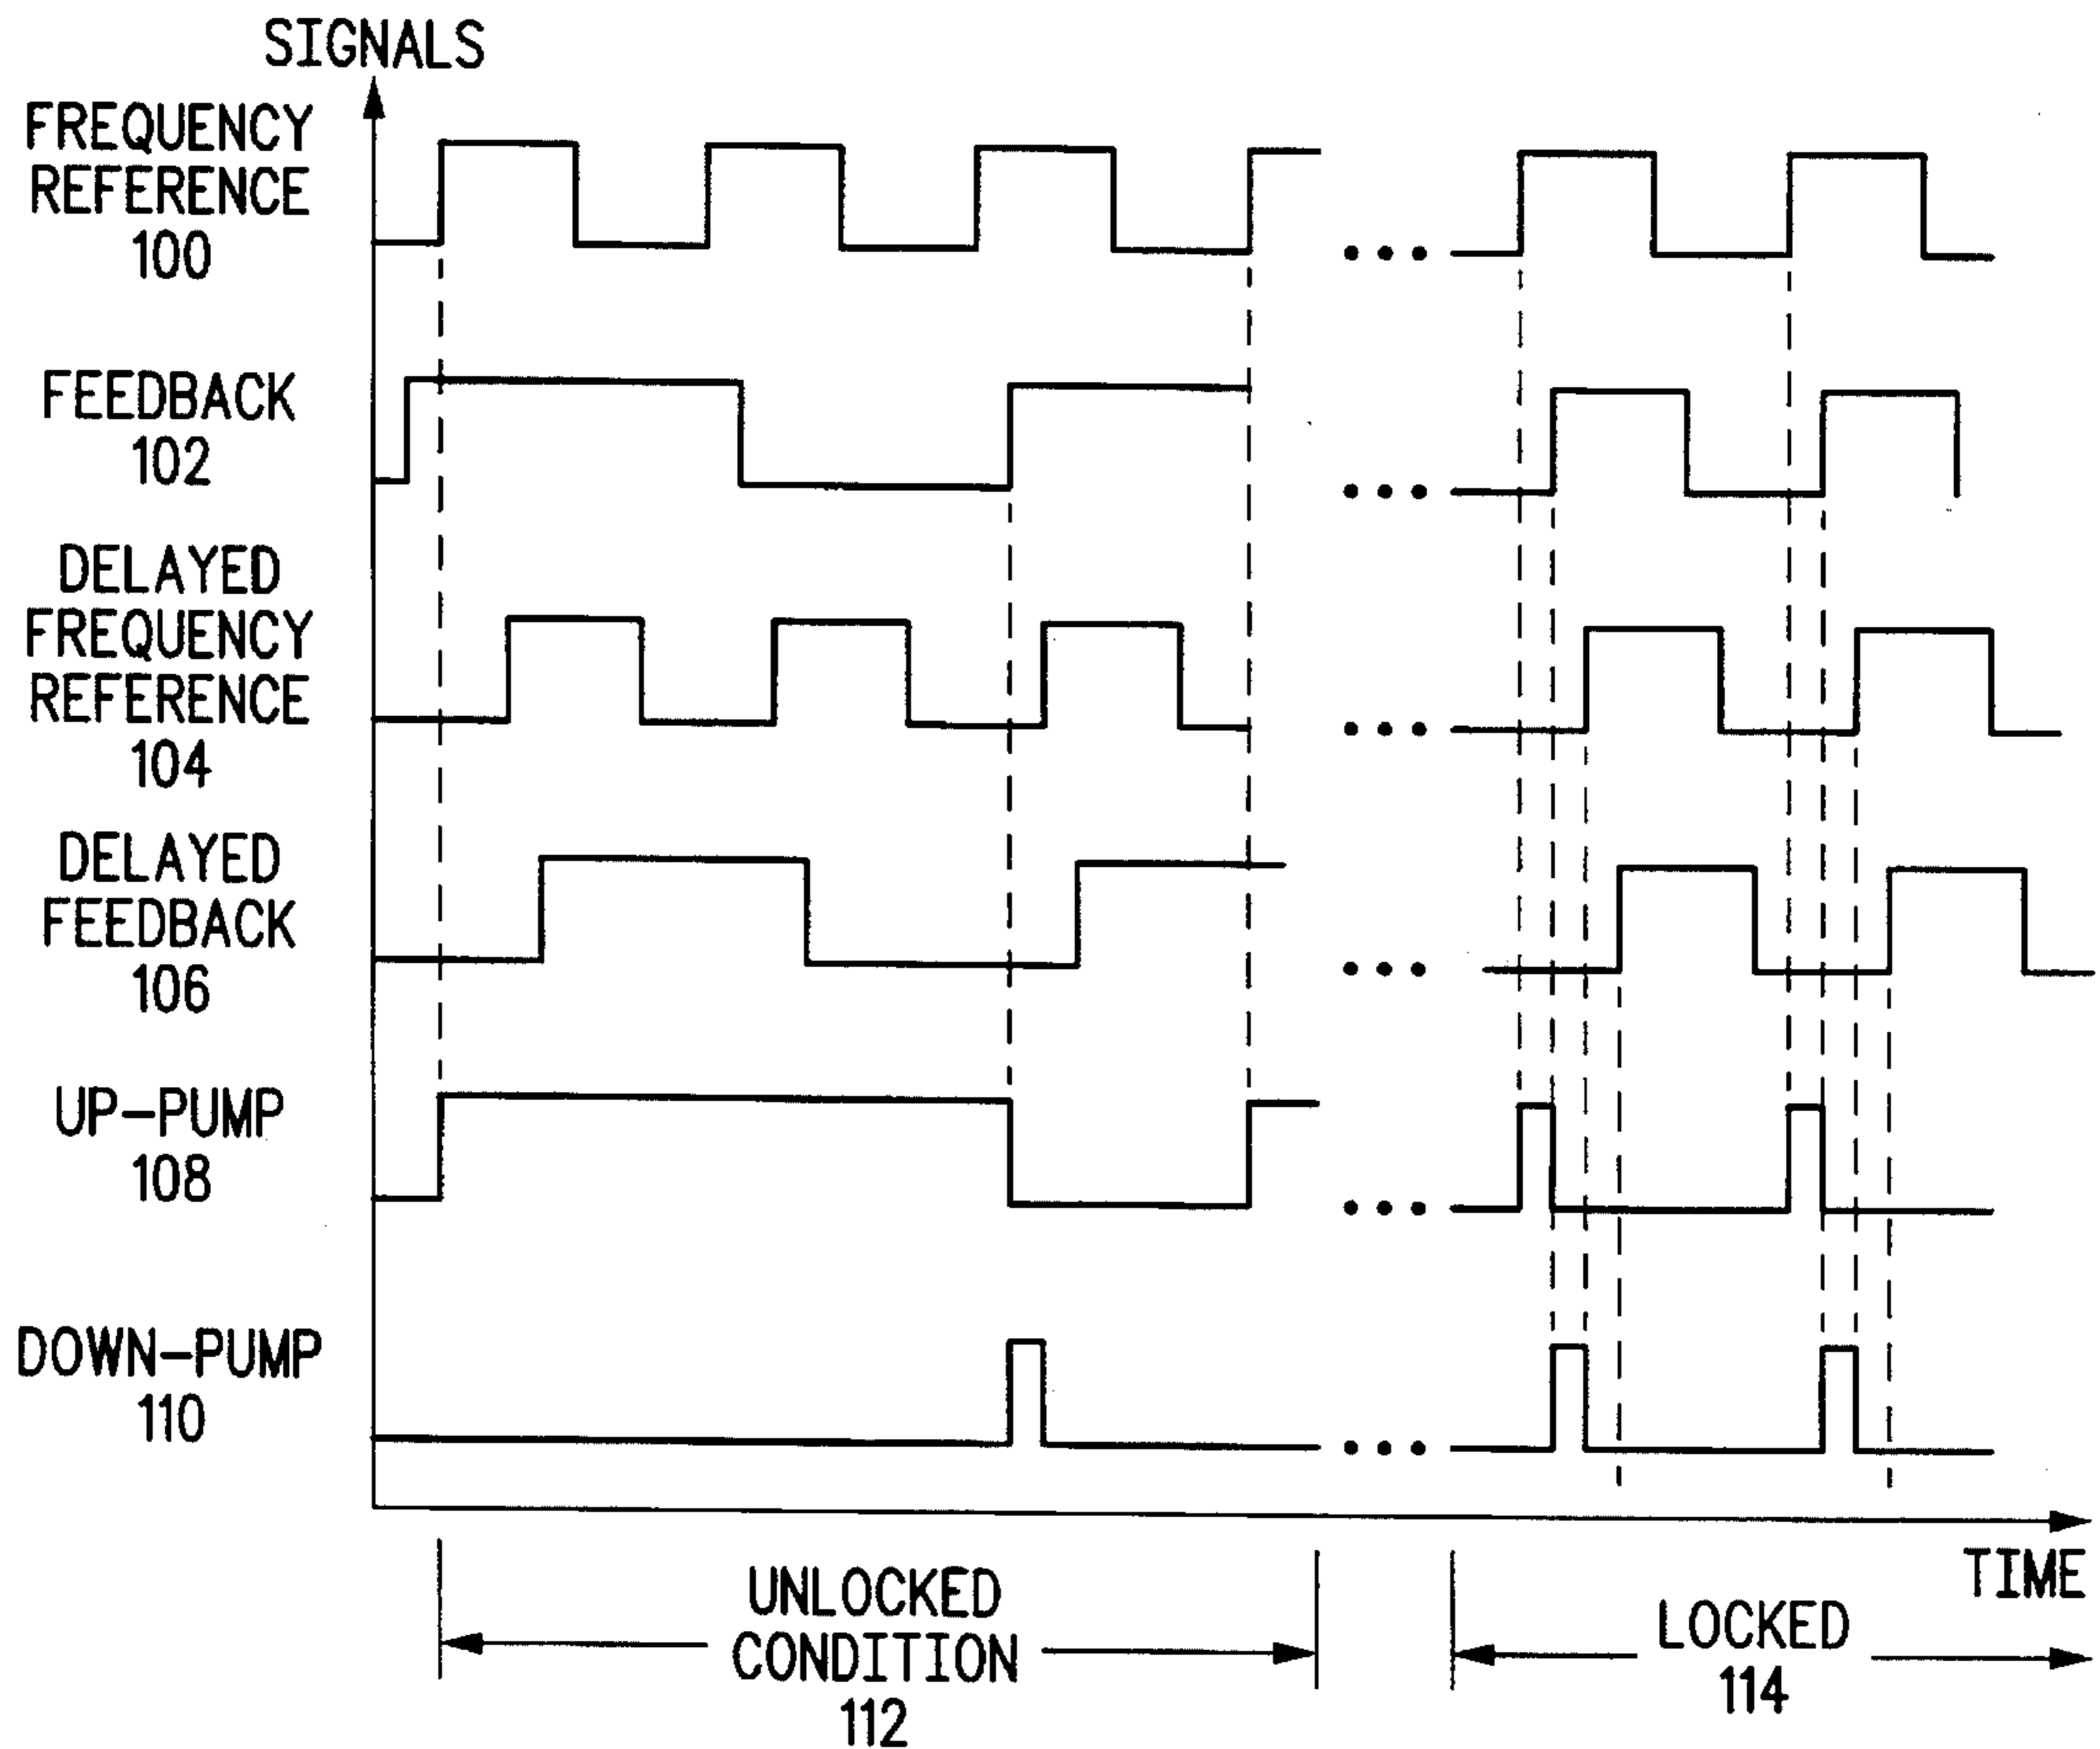 SIGNALS
FREQUENCY
REFERENCE
100
FEEDBACK
102
DELAYED
FREQUENCY
REFERENCE
104
DELAYED
FEEDBACK
106
UP-PUMP
108
DOWN-PUMP
110
TIME
UNLOCKED
CONDITION
112
LOCKED
114